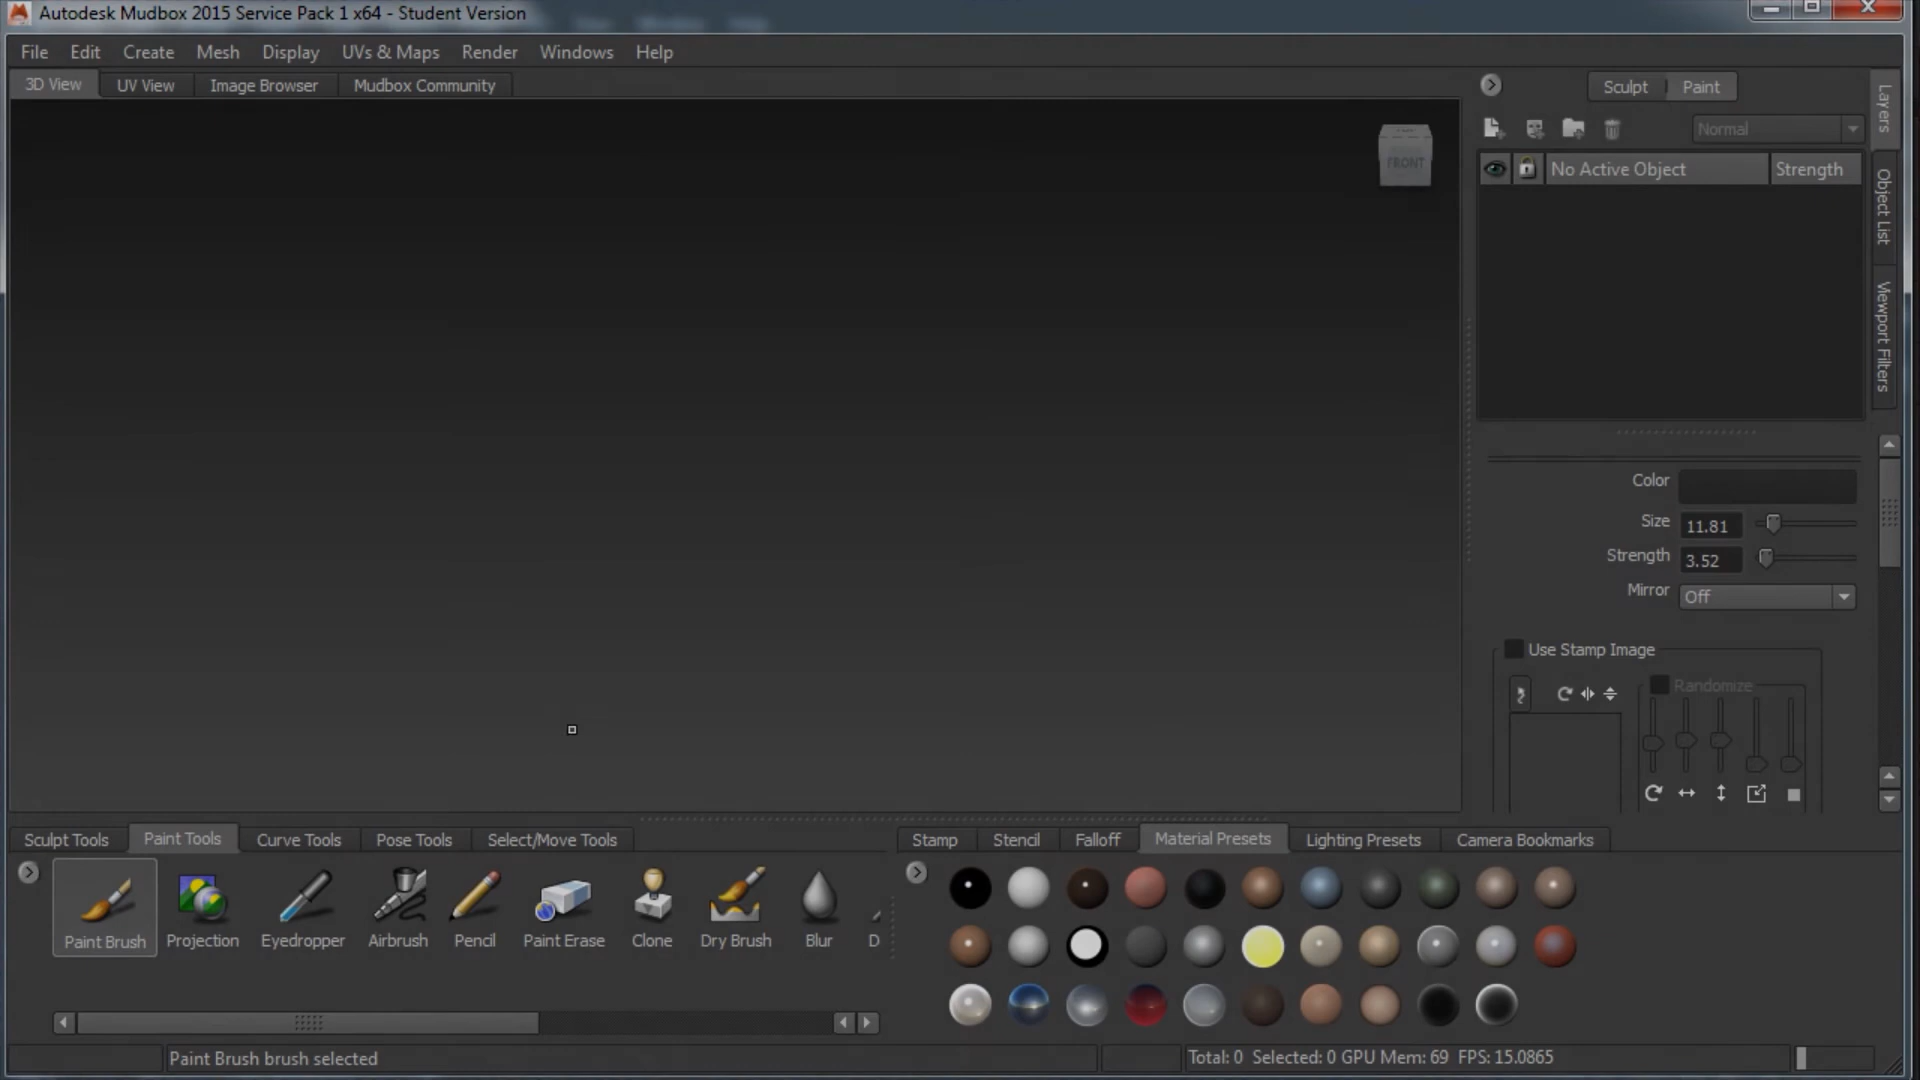 Autodesk Mudbox 2015 Service Pack 1 x64 - Student Version
File Edit Create Mesh Display UVs & Maps Render Windows Help
3D View UV View Image Browser Mudbox Community
Sculpt Paint
Layers
Normal
FRONT
No Active Object Strength
Object List
Viewport Filters
Color
Size 11.81
Strength 3.52
Mirror Off
Use Stamp Image
Randomize
Sculpt Tools Paint Tools Curve Tools Pose Tools Select/Move Tools
Stamp Stencil Falloff Material Presets Lighting Presets Camera Bookmarks
Paint Brush Projection Eyedropper Airbrush Pencil Paint Erase Clone Dry Brush Blur D
Paint Brush brush selected
Total: 0 Selected: 0 GPU Mem: 69 FPS: 15.0865